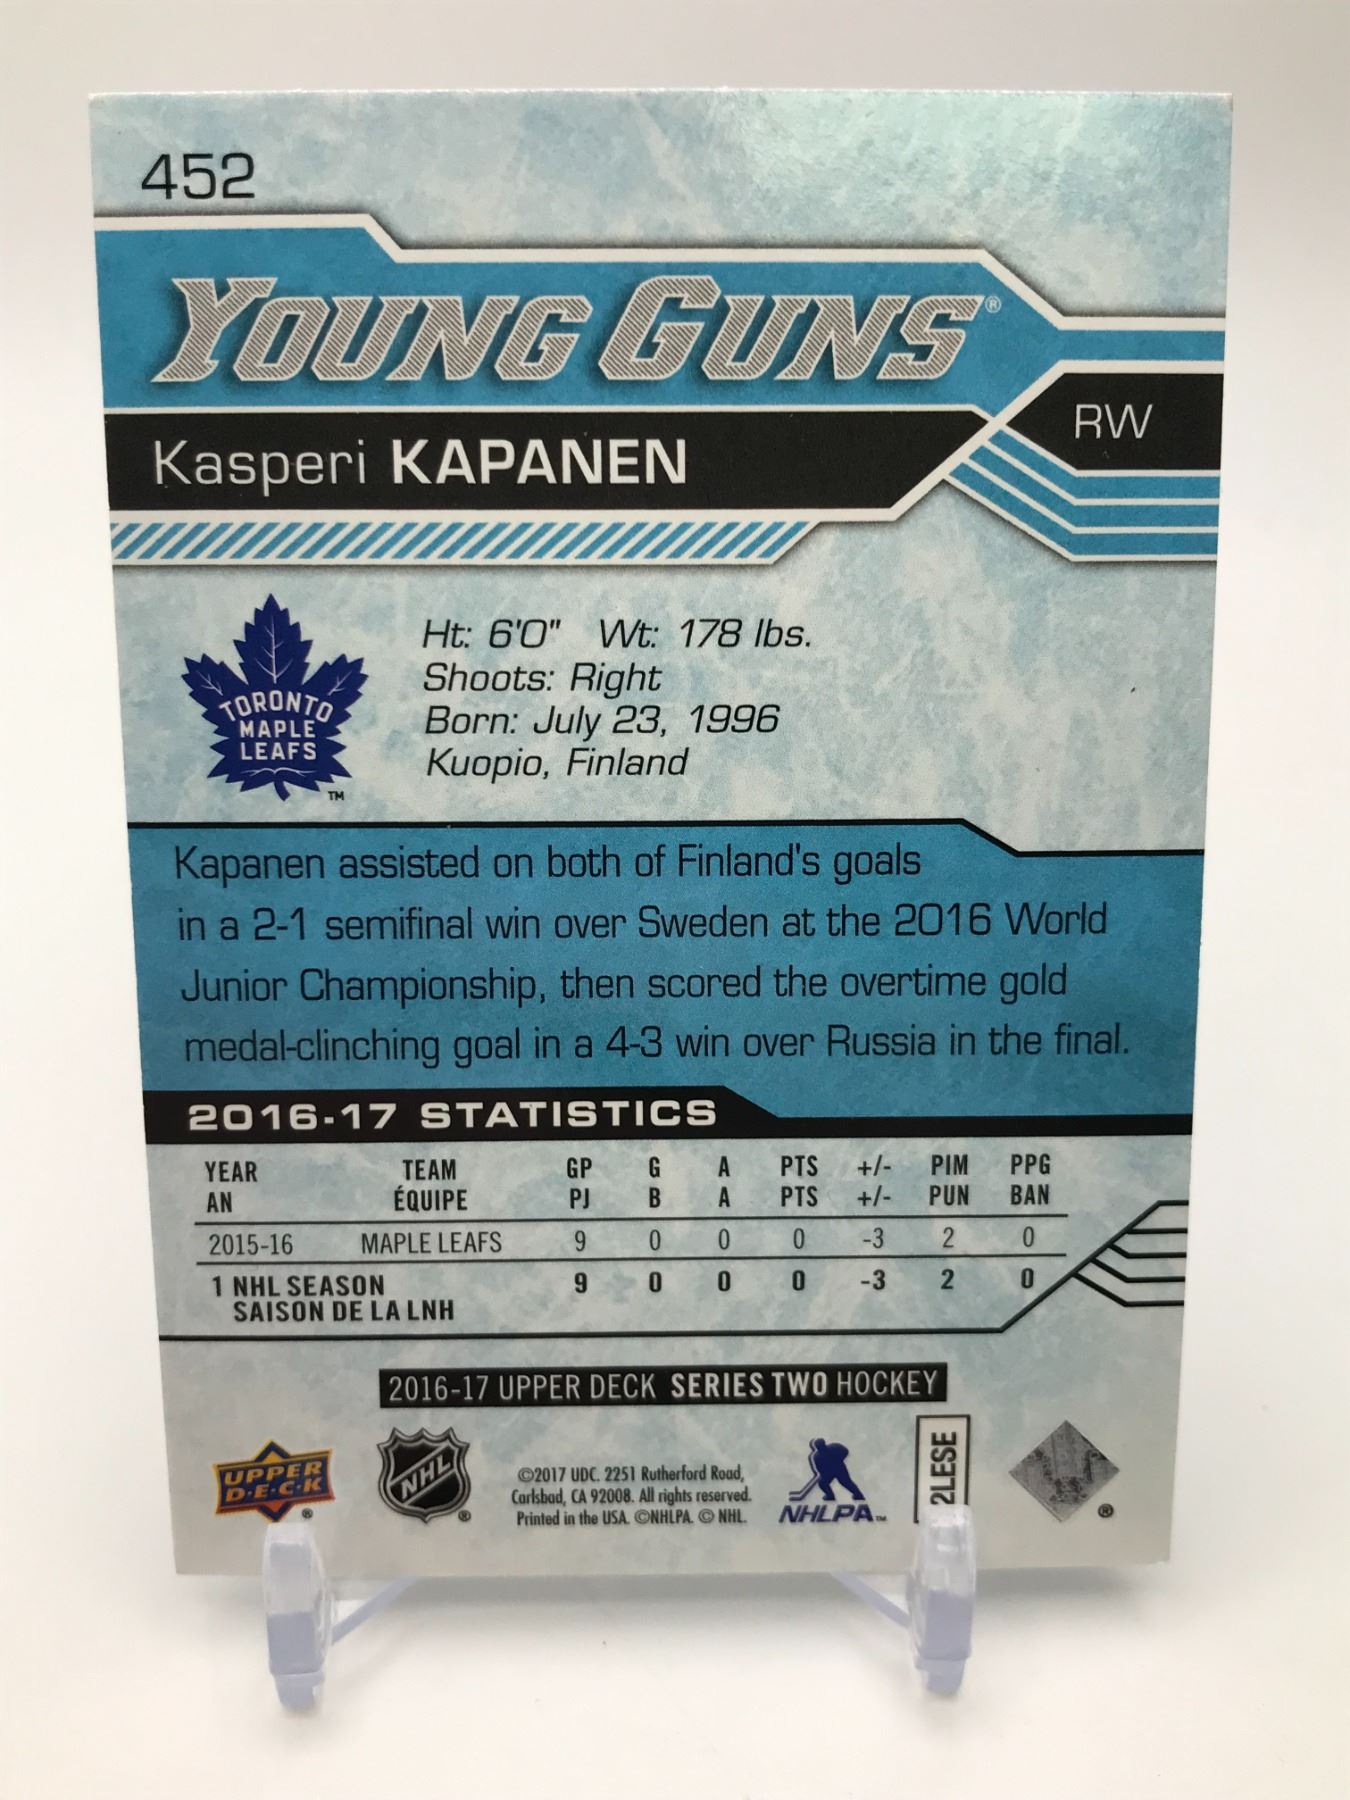 452
YOUNG GUNS®
RW
Kasperi KAPANEN
TORONTO
MAPLE
LEAFS
TM
Ht: 6'0" Wt: 178 lbs.
Shoots: Right
Born: July 23, 1996
Kuopio, Finland
Kapanen assisted on both of Finland's goals
in a 2-1 semifinal win over Sweden at the 2016 World
Junior Championship, then scored the overtime gold
medal-clinching goal in a 4-3 win over Russia in the final.
2016-17 STATISTICS
YEAR TEAM GP G A PTS +/- PIM PPG
AN ÉQUIPE PJ B A PTS +/- PUN BAN
2015-16 MAPLE LEAFS 9 0 0 0 -3 2 0
1 NHL SEASON 9 0 0 0 -3 2 0
SAISON DE LA LNH
2016-17 UPPER DECK SERIES TWO HOCKEY
UPPER
D·E·C·K
®
NHL
®
©2017 UDC. 2251 Rutherford Road,
Carlsbad, CA 92008. All rights reserved.
Printed in the USA. ©NHLPA. © NHL.
NHLPA™
2LESE
®